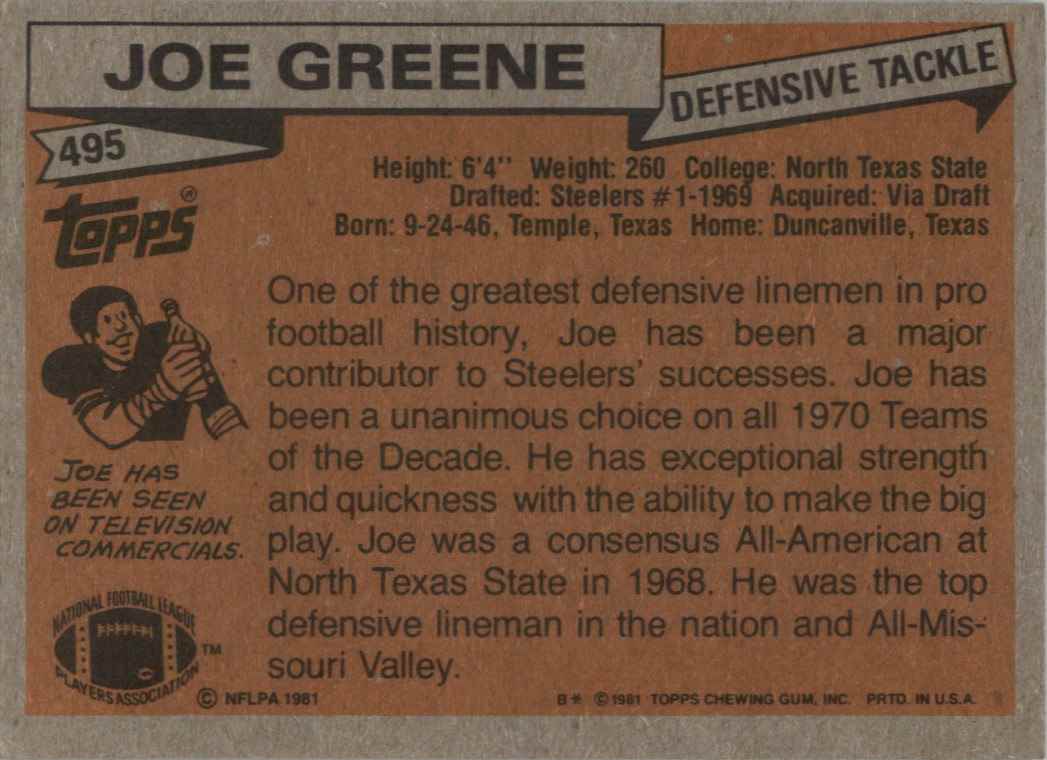 JOE GREENE
DEFENSIVE TACKLE
495
TOPPS®
Height: 6'4" Weight: 260 College: North Texas State
Drafted: Steelers #1-1969 Acquired: Via Draft
Born: 9-24-46, Temple, Texas Home: Duncanville, Texas
One of the greatest defensive linemen in pro
football history, Joe has been a major
contributor to Steelers' successes. Joe has
been a unanimous choice on all 1970 Teams
of the Decade. He has exceptional strength
and quickness with the ability to make the big
play. Joe was a consensus All-American at
North Texas State in 1968. He was the top
defensive lineman in the nation and All-Mis-
souri Valley.
JOE HAS
BEEN SEEN
ON TELEVISION
COMMERCIALS.
NATIONAL FOOTBALL LEAGUE
PLAYERS ASSOCIATION
TM
© NFLPA 1981
B* © 1981 TOPPS CHEWING GUM, INC. PRTD. IN U.S.A.